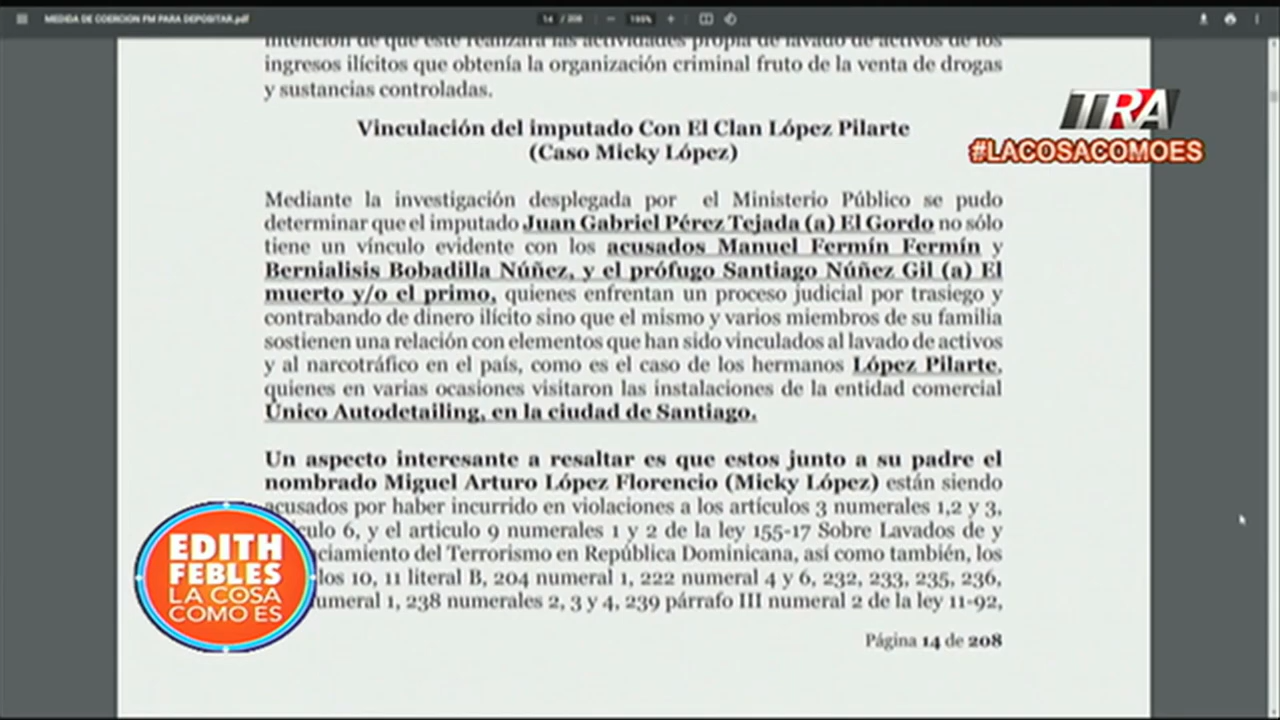 MEDIDA DE COERCION FM PARA DEPOSITAR.pdf
14 / 208
intención de que este realizara las actividades propia de lavado de activos de los
ingresos ilícitos que obtenía la organización criminal fruto de la venta de drogas
y sustancias controladas.
TRA
#LACOSACOMOES
Vinculación del imputado Con El Clan López Pilarte
(Caso Micky López)
Mediante la investigación desplegada por el Ministerio Público se pudo
determinar que el imputado Juan Gabriel Pérez Tejada (a) El Gordo no sólo
tiene un vínculo evidente con los acusados Manuel Fermín Fermín y
Bernialisis Bobadilla Núñez, y el prófugo Santiago Núñez Gil (a) El
muerto y/o el primo, quienes enfrentan un proceso judicial por trasiego y
contrabando de dinero ilícito sino que el mismo y varios miembros de su familia
sostienen una relación con elementos que han sido vinculados al lavado de activos
y al narcotráfico en el país, como es el caso de los hermanos López Pilarte,
quienes en varias ocasiones visitaron las instalaciones de la entidad comercial
Único Autodetailing, en la ciudad de Santiago.
Un aspecto interesante a resaltar es que estos junto a su padre el
nombrado Miguel Arturo López Florencio (Micky López) están siendo
acusados por haber incurrido en violaciones a los artículos 3 numerales 1,2 y 3,
culo 6, y el articulo 9 numerales 1 y 2 de la ley 155-17 Sobre Lavados de y
nciamiento del Terrorismo en República Dominicana, así como también, los
los 10, 11 literal B, 204 numeral 1, 222 numeral 4 y 6, 232, 233, 235, 236,
umeral 1, 238 numerales 2, 3 y 4, 239 párrafo III numeral 2 de la ley 11-92,
EDITH
FEBLES
LA COSA
COMO ES
Página 14 de 208